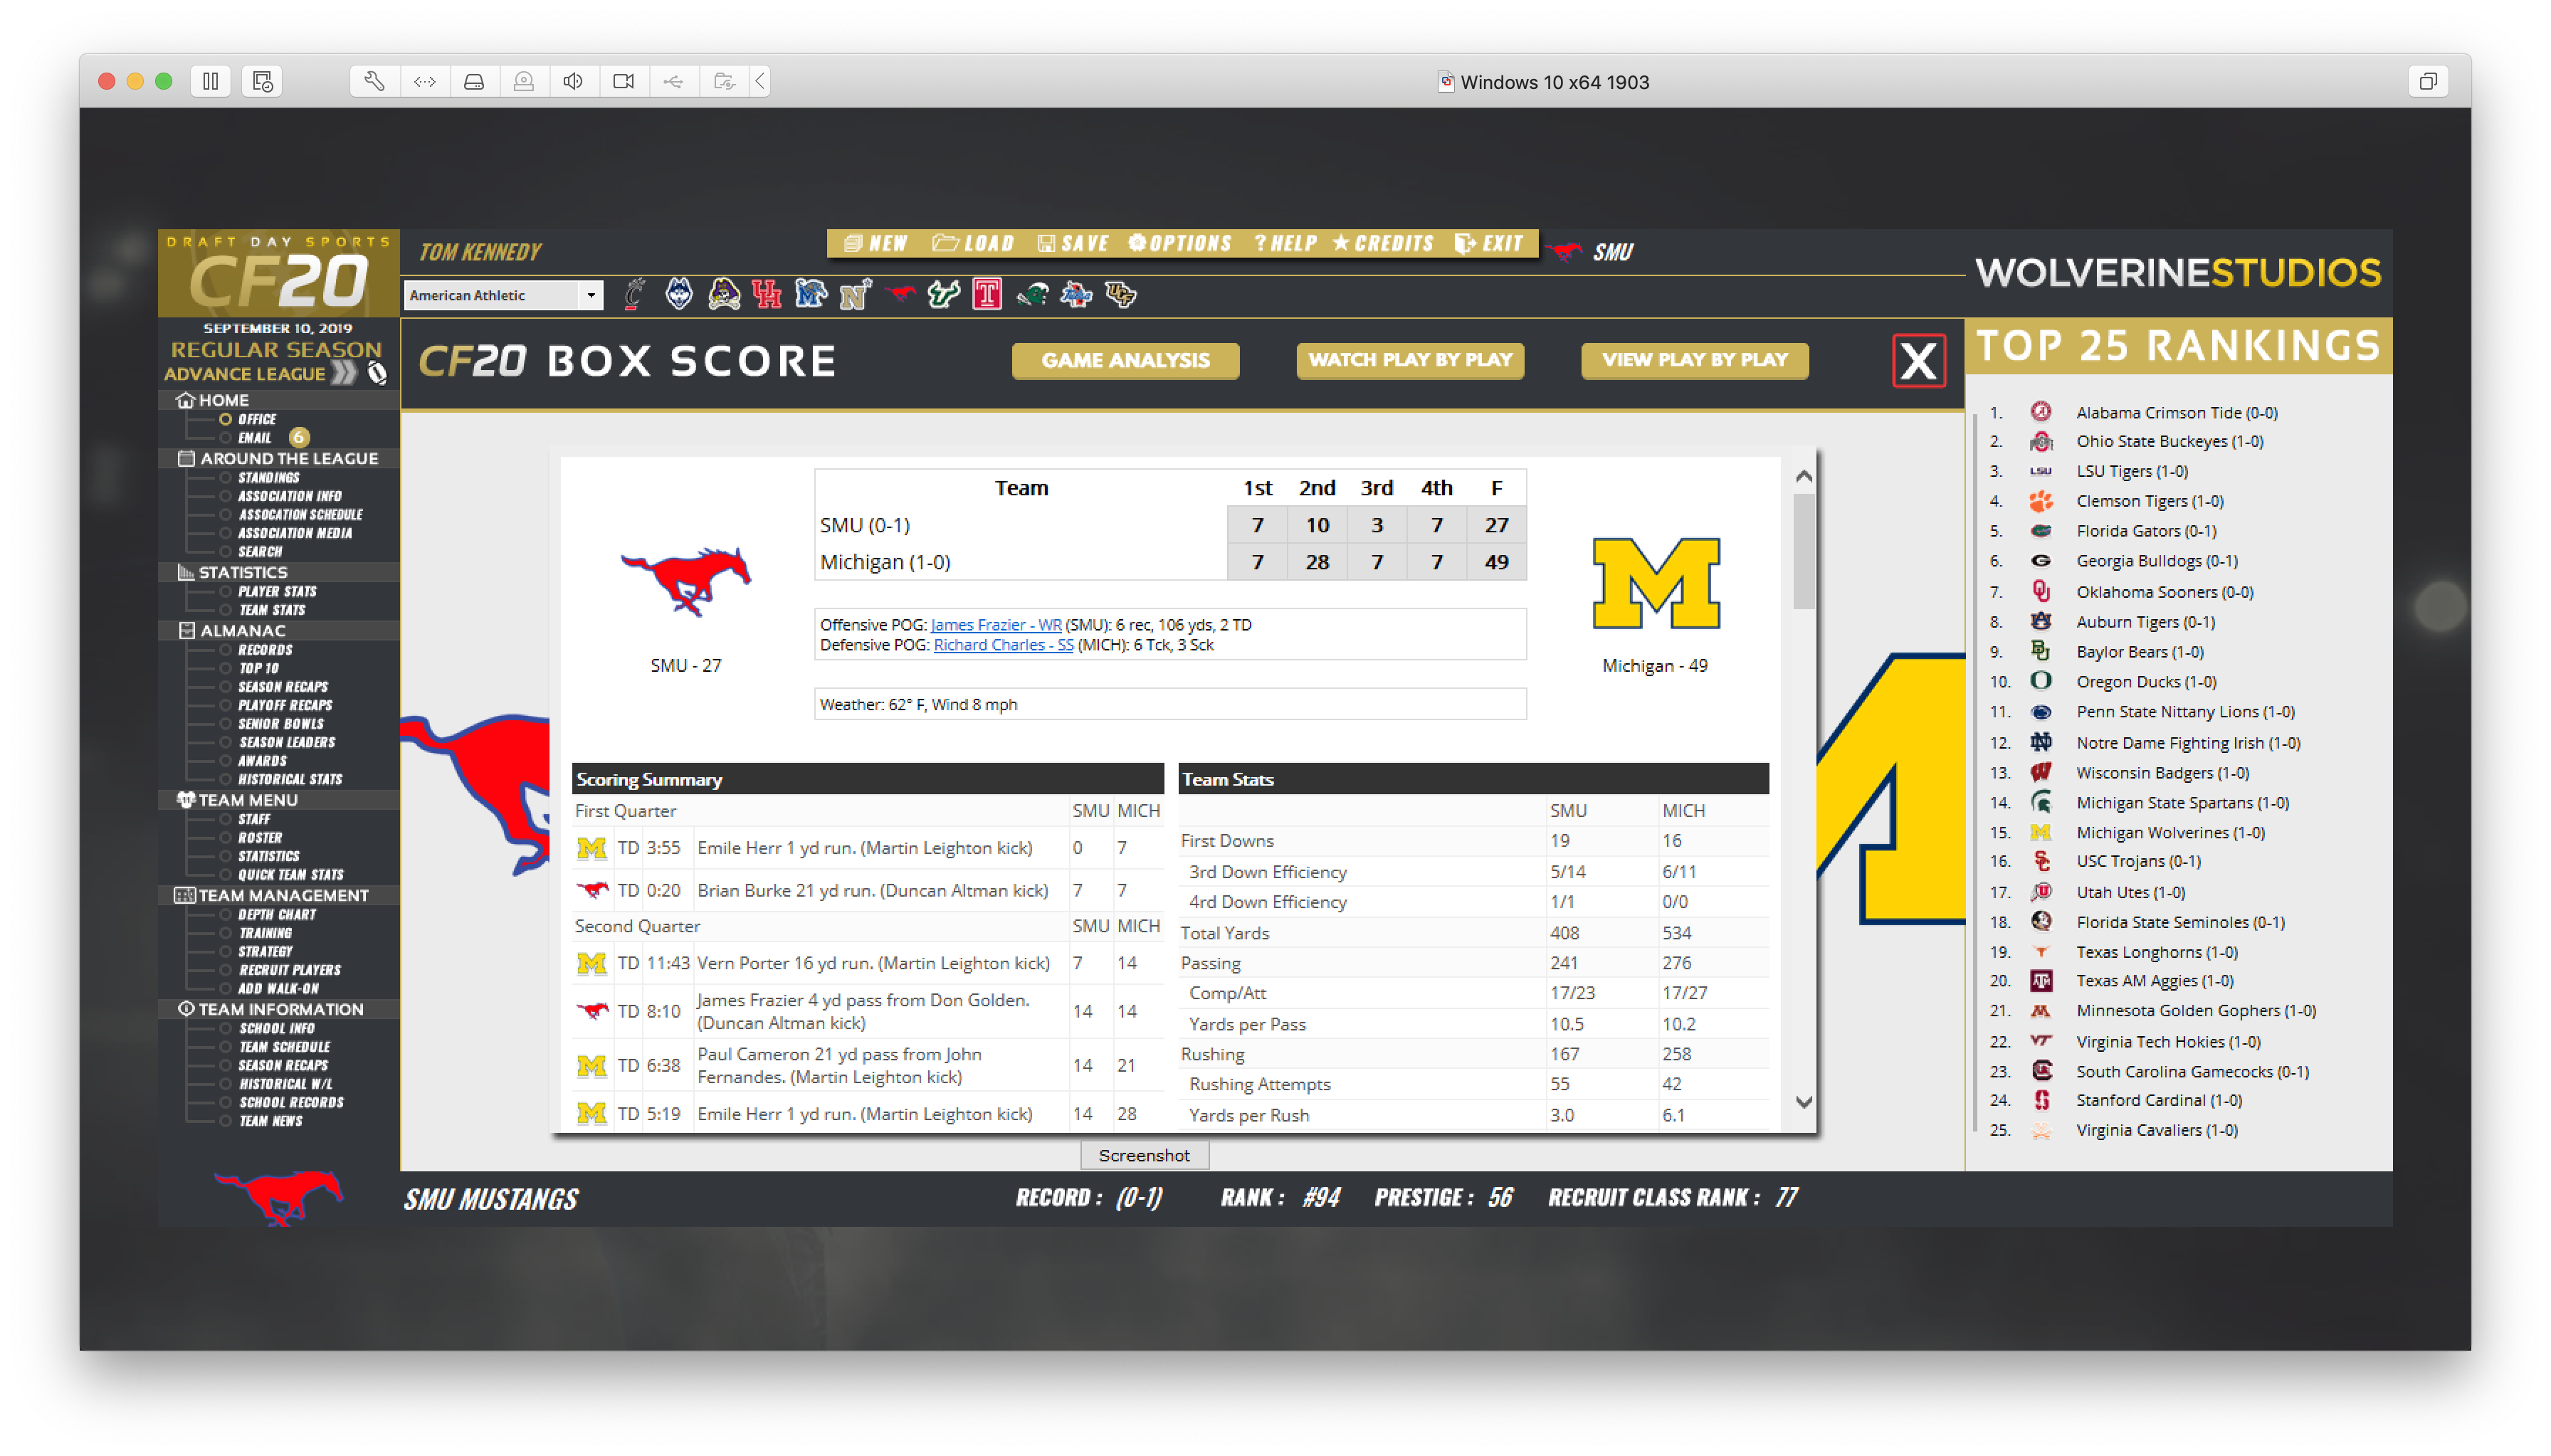 Windows 10 x64 1903
DRAFT DAY SPORTS
CF20
TOM KENNEDY
NEW LOAD SAVE OPTIONS ? HELP CREDITS EXIT
SMU
WOLVERINESTUDIOS
American Athletic
SEPTEMBER 10, 2019
REGULAR SEASON
ADVANCE LEAGUE
HOME
OFFICE
EMAIL 6
AROUND THE LEAGUE
STANDINGS
ASSOCIATION INFO
ASSOCATION SCHEDULE
ASSOCIATION MEDIA
SEARCH
STATISTICS
PLAYER STATS
TEAM STATS
ALMANAC
RECORDS
TOP 10
SEASON RECAPS
PLAYOFF RECAPS
SENIOR BOWLS
SEASON LEADERS
AWARDS
HISTORICAL STATS
TEAM MENU
STAFF
ROSTER
STATISTICS
QUICK TEAM STATS
TEAM MANAGEMENT
DEPTH CHART
TRAINING
STRATEGY
RECRUIT PLAYERS
ADD WALK-ON
TEAM INFORMATION
SCHOOL INFO
TEAM SCHEDULE
SEASON RECAPS
HISTORICAL W/L
SCHOOL RECORDS
TEAM NEWS
CF20 BOX SCORE
GAME ANALYSIS
WATCH PLAY BY PLAY
VIEW PLAY BY PLAY
X
Team 1st 2nd 3rd 4th F
SMU (0-1) 7 10 3 7 27
Michigan (1-0) 7 28 7 7 49
SMU - 27
Michigan - 49
Offensive POG: James Frazier - WR (SMU): 6 rec, 106 yds, 2 TD
Defensive POG: Richard Charles - SS (MICH): 6 Tck, 3 Sck
Weather: 62° F, Wind 8 mph
Scoring Summary
First Quarter SMU MICH
TD 3:55 Emile Herr 1 yd run. (Martin Leighton kick) 0 7
TD 0:20 Brian Burke 21 yd run. (Duncan Altman kick) 7 7
Second Quarter SMU MICH
TD 11:43 Vern Porter 16 yd run. (Martin Leighton kick) 7 14
TD 8:10 James Frazier 4 yd pass from Don Golden. 14 14
(Duncan Altman kick)
TD 6:38 Paul Cameron 21 yd pass from John 14 21
Fernandes. (Martin Leighton kick)
TD 5:19 Emile Herr 1 yd run. (Martin Leighton kick) 14 28
Team Stats
SMU MICH
First Downs 19 16
3rd Down Efficiency 5/14 6/11
4rd Down Efficiency 1/1 0/0
Total Yards 408 534
Passing 241 276
Comp/Att 17/23 17/27
Yards per Pass 10.5 10.2
Rushing 167 258
Rushing Attempts 55 42
Yards per Rush 3.0 6.1
Screenshot
TOP 25 RANKINGS
1. Alabama Crimson Tide (0-0)
2. Ohio State Buckeyes (1-0)
3. LSU LSU Tigers (1-0)
4. Clemson Tigers (1-0)
5. Florida Gators (0-1)
6. Georgia Bulldogs (0-1)
7. Oklahoma Sooners (0-0)
8. Auburn Tigers (0-1)
9. Baylor Bears (1-0)
10. Oregon Ducks (1-0)
11. Penn State Nittany Lions (1-0)
12. Notre Dame Fighting Irish (1-0)
13. Wisconsin Badgers (1-0)
14. Michigan State Spartans (1-0)
15. Michigan Wolverines (1-0)
16. USC Trojans (0-1)
17. Utah Utes (1-0)
18. Florida State Seminoles (0-1)
19. Texas Longhorns (1-0)
20. Texas AM Aggies (1-0)
21. Minnesota Golden Gophers (1-0)
22. Virginia Tech Hokies (1-0)
23. South Carolina Gamecocks (0-1)
24. Stanford Cardinal (1-0)
25. Virginia Cavaliers (1-0)
SMU MUSTANGS
RECORD : (0-1) RANK : #94 PRESTIGE : 56 RECRUIT CLASS RANK : 77